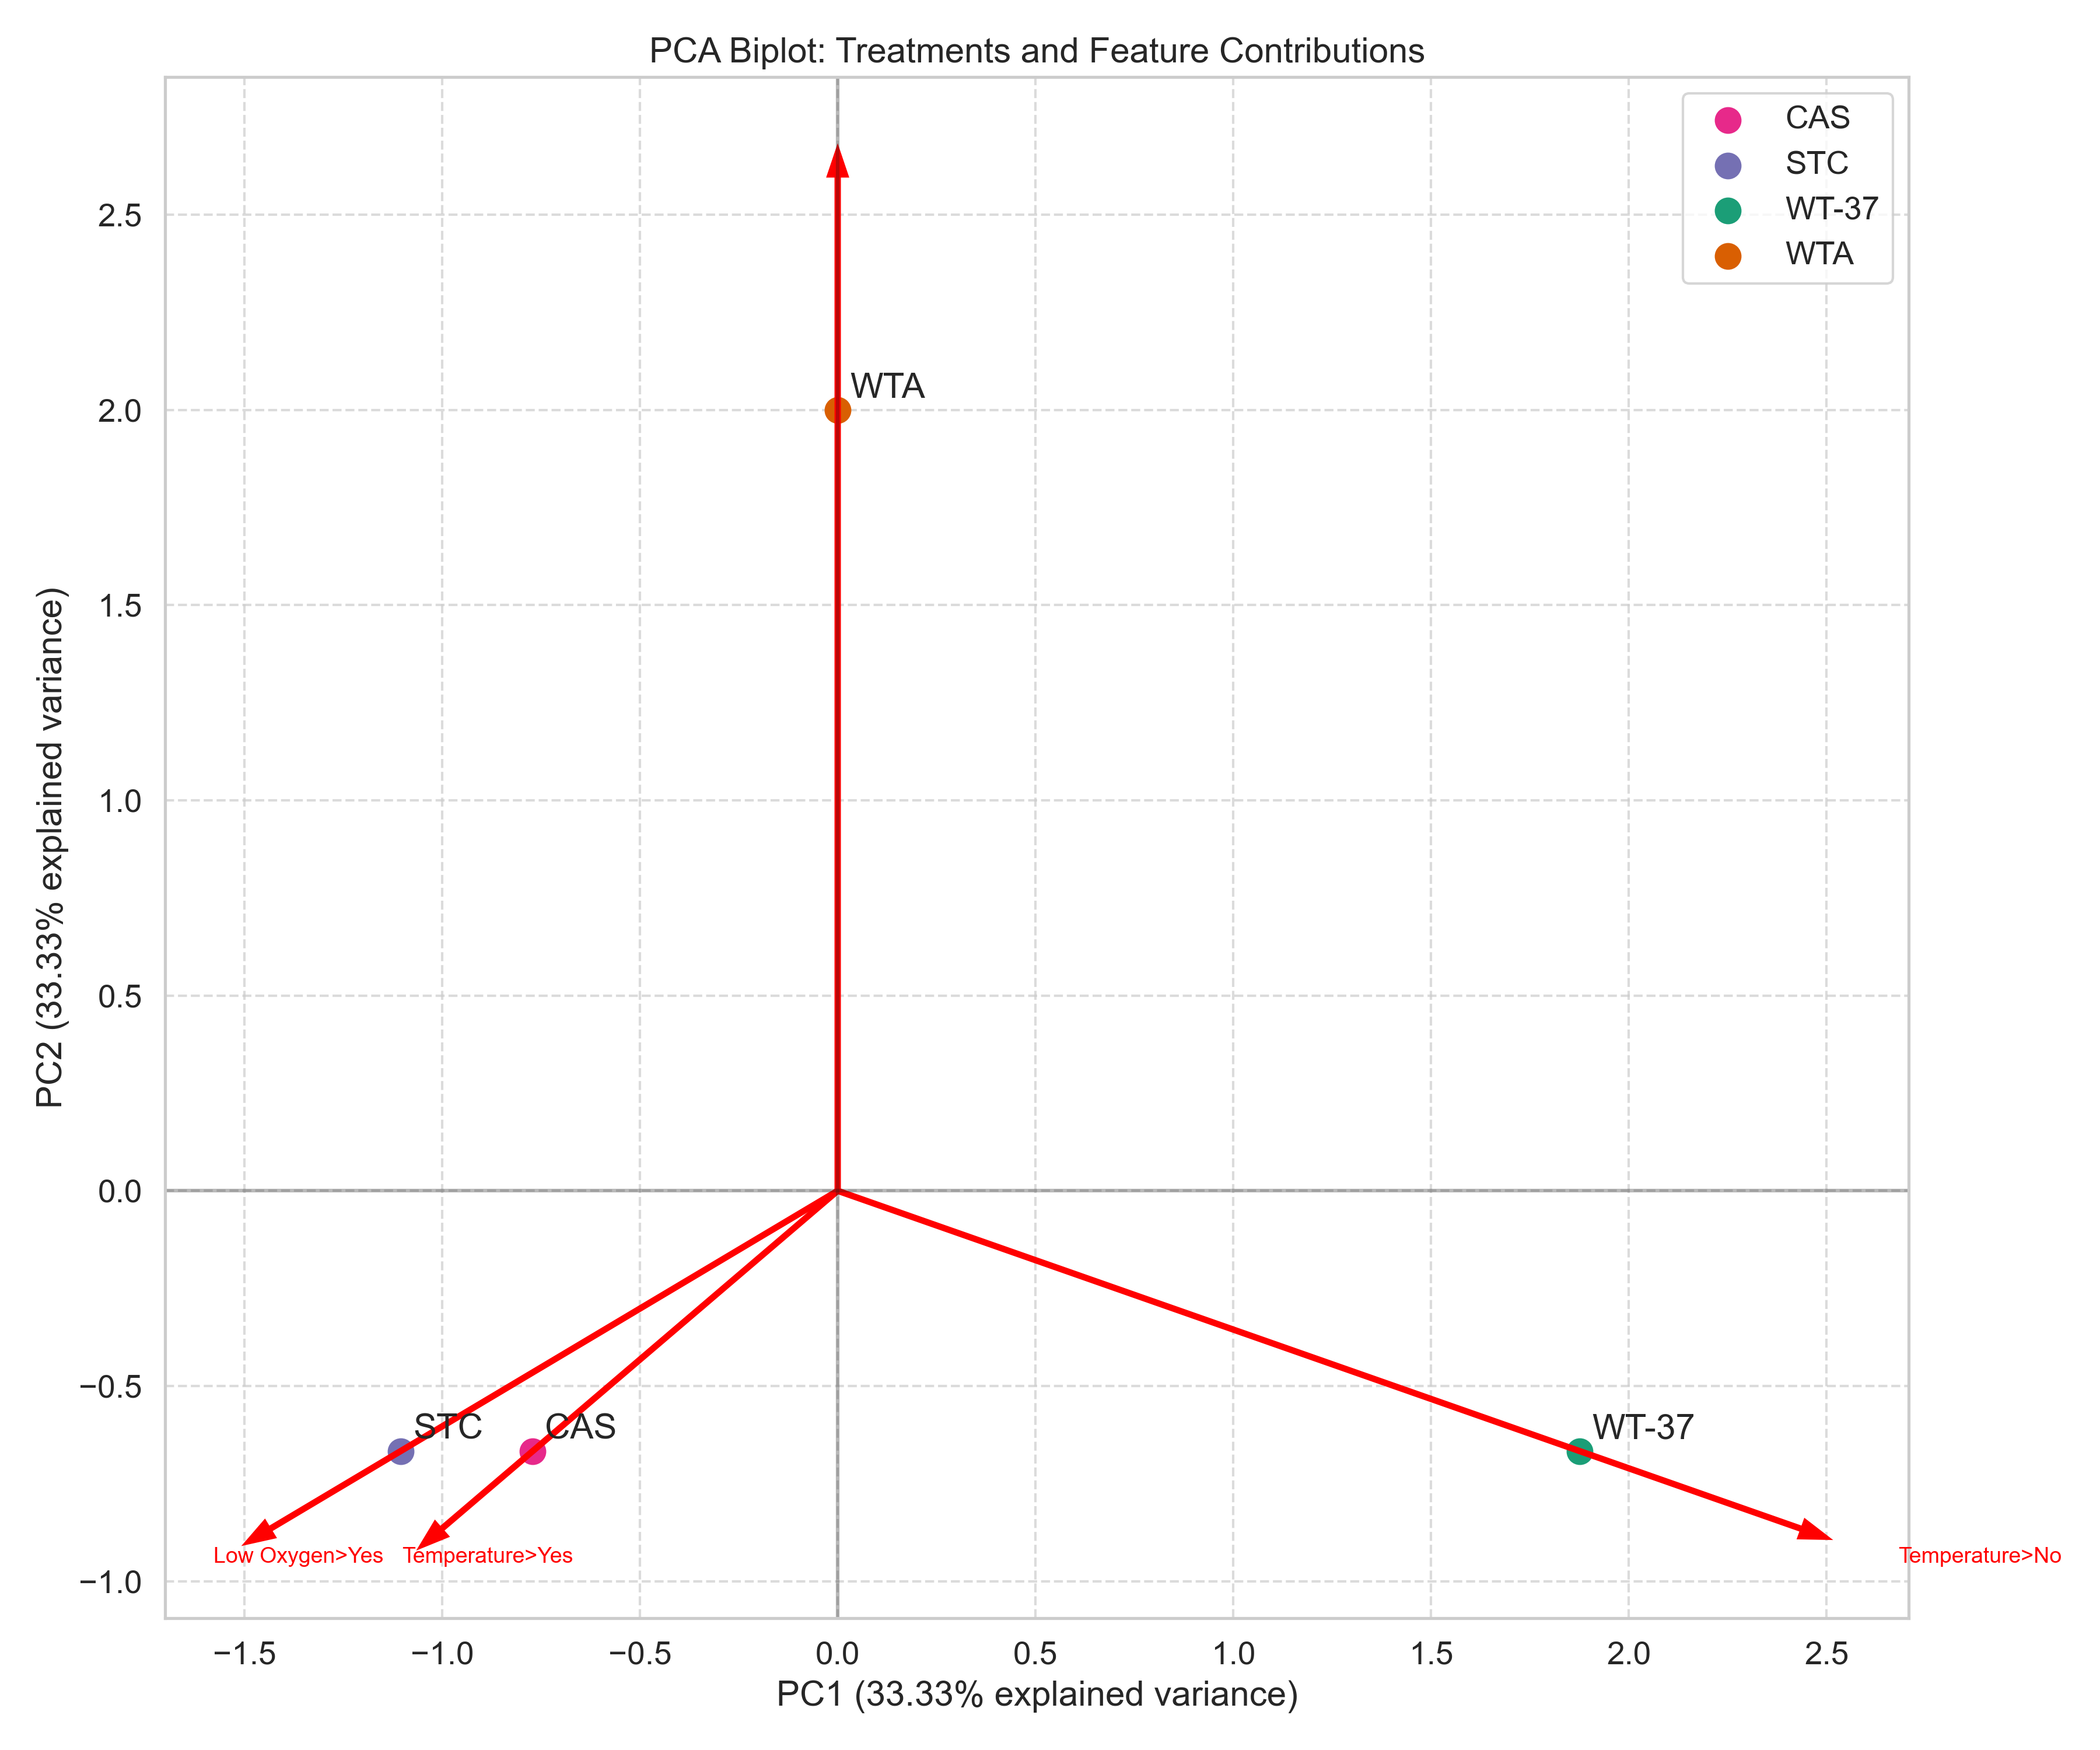 PCA Biplot: Treatments and Feature Contributions
CAS
STC
WT-37
WTA
2.5
2.0
1.5
1.0
0.5
0.0
−0.5
−1.0
PC2 (33.33% explained variance)
WTA
STC
CAS
WT-37
Low Oxygen>Yes
Temperature>Yes
Temperature>No
−1.5
−1.0
−0.5
0.0
0.5
1.0
1.5
2.0
2.5
PC1 (33.33% explained variance)